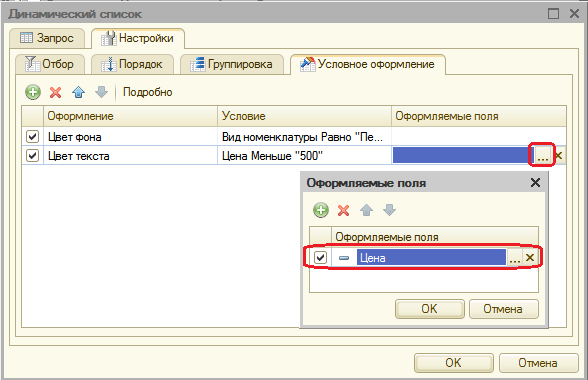 Динамический список
Запрос Настройки
Отбор Порядок Группировка Условное оформление
Подробно
Оформление Условие Оформляемые поля
Цвет фона Вид номенклатуры Равно "Пе...
Цвет текста Цена Меньше "500" ...
Оформляемые поля
Оформляемые поля
Цена ...
OK Отмена
OK Отмена